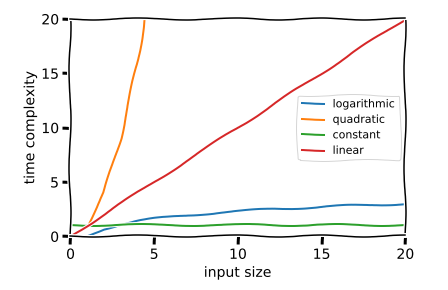 20
15
10
5
0
time complexity
logarithmic
quadratic
constant
linear
0 5 10 15 20
input size